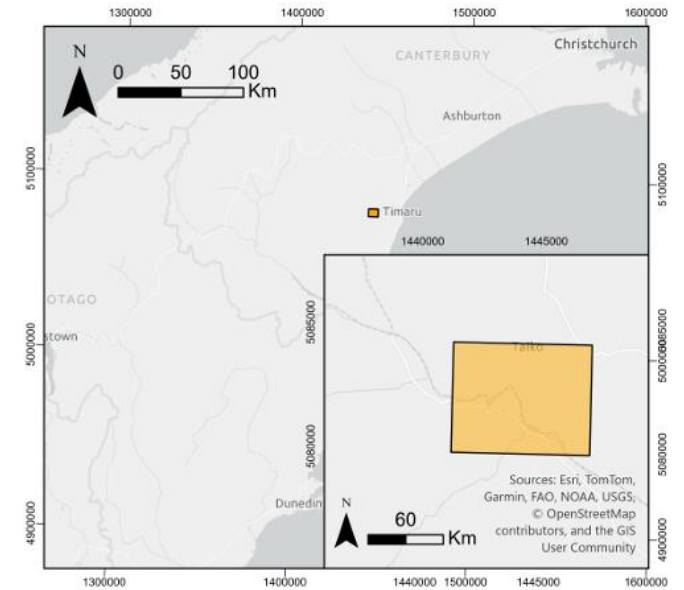 1300000 1400000 1500000 1600000
Christchurch
N
CANTERBURY
0 50 100
Km
Ashburton
5100000
5100000
Timaru
1440000 1445000
OTAGO
stown
5000000
5085000
5085000
Taiko
5080000
5080000
Sources: Esri, TomTom,
Garmin, FAO, NOAA, USGS,
© OpenStreetMap
contributors, and the GIS
User Community
N
60
Km
Dunedin
4900000
4900000
1300000 1400000 1440000 1500000 1445000 1600000